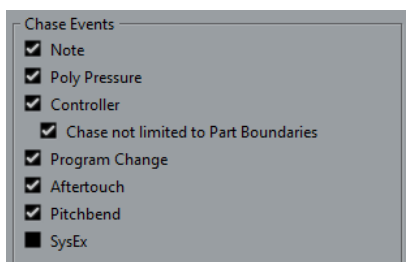 Chase Events
Note
Poly Pressure
Controller
Chase not limited to Part Boundaries
Program Change
Aftertouch
Pitchbend
SysEx